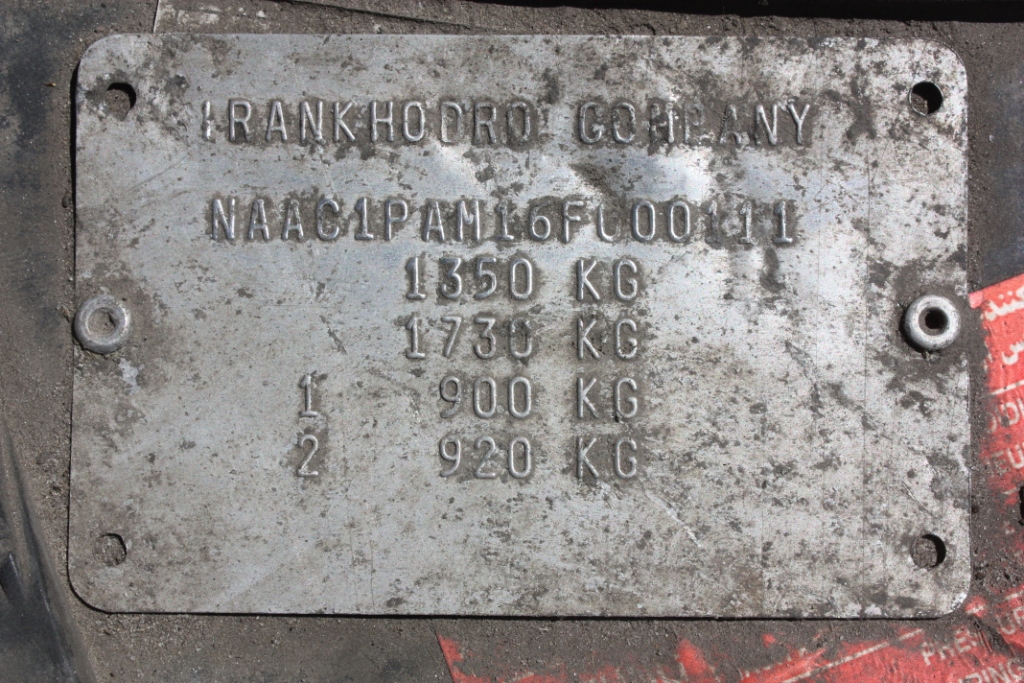 IRANKHODRO COMPANY
NAAC1PAM16F000111
1350 KG
1730 KG
1 900 KG
2 920 KG